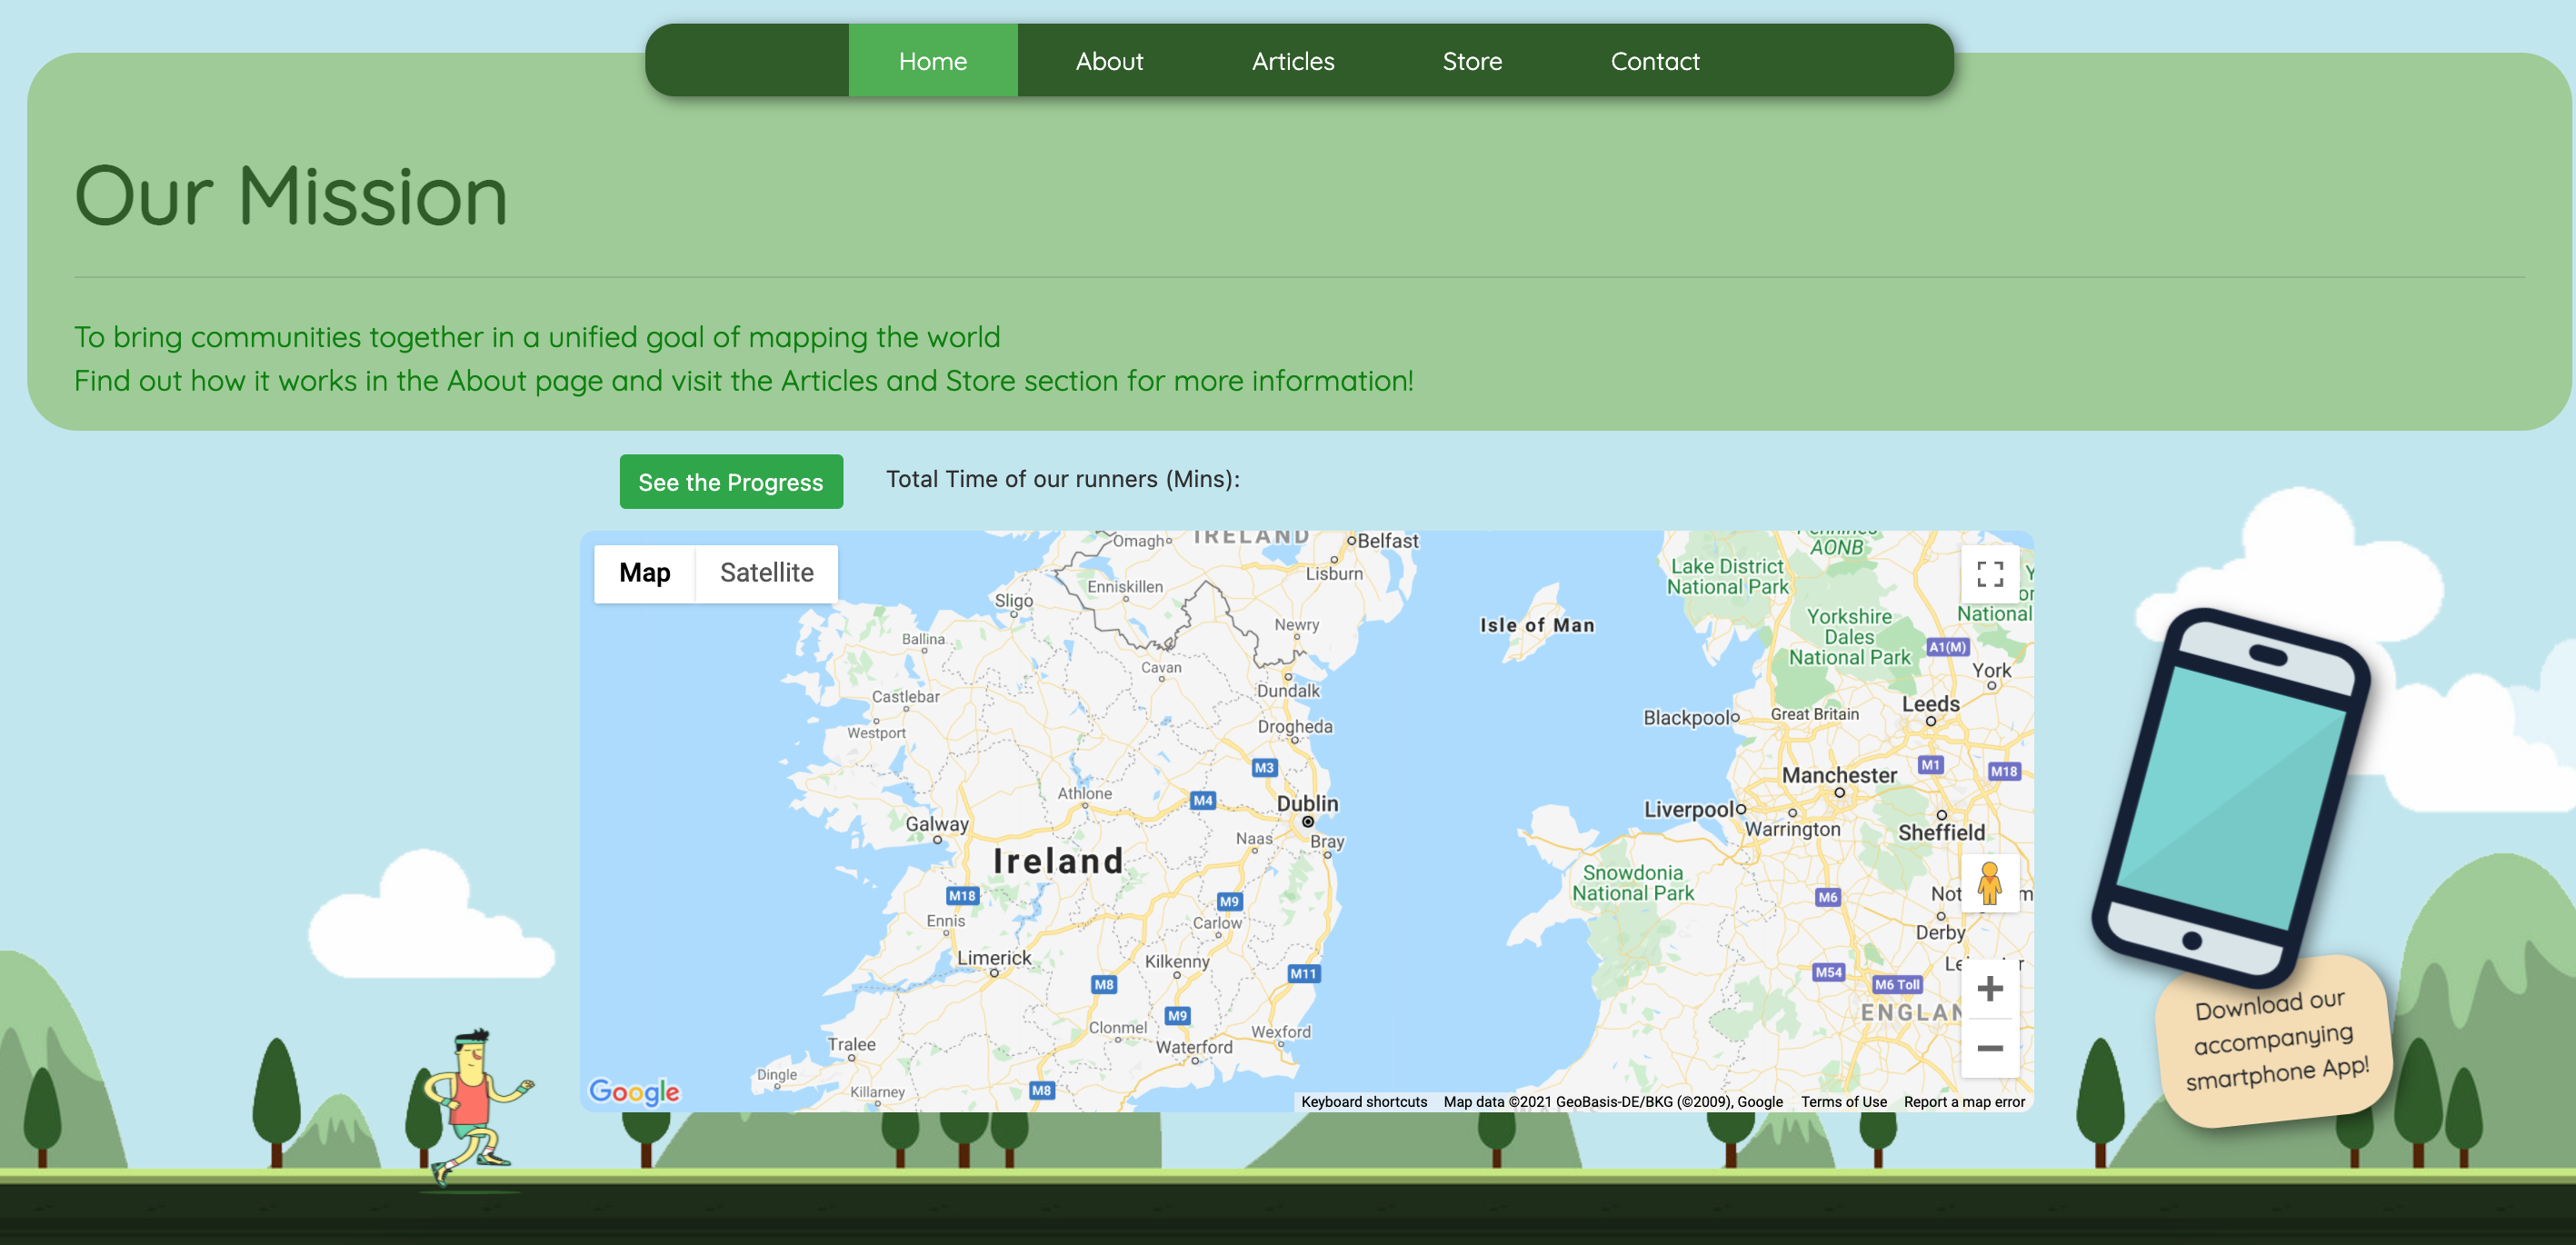 Home About Articles Store Contact
Our Mission
To bring communities together in a unified goal of mapping the world
Find out how it works in the About page and visit the Articles and Store section for more information!
See the Progress
Total Time of our runners (Mins):
Map Satellite
Omagh
IRELAND
Belfast
Lisburn
Enniskillen
Sligo
Newry
Ballina
Cavan
Dundalk
Castlebar
Westport
Drogheda
M3
Athlone
M4
Dublin
Galway
Naas
Bray
Ireland
M18
M9
Ennis
Carlow
Limerick
Kilkenny
M11
M8
M9
Clonmel
Wexford
Tralee
Waterford
Dingle
Killarney
M8
Isle of Man
AONB
Lake District
National Park
National
Yorkshire
Dales
National Park
A1(M)
York
Leeds
Blackpool
Great Britain
M1
M18
Manchester
Liverpool
Warrington
Sheffield
Snowdonia
National Park
M6
Derby
M54
M6 Toll
ENGLAN
Google
Keyboard shortcuts Map data ©2021 GeoBasis-DE/BKG (©2009), Google Terms of Use Report a map error
Download our
accompanying
smartphone App!